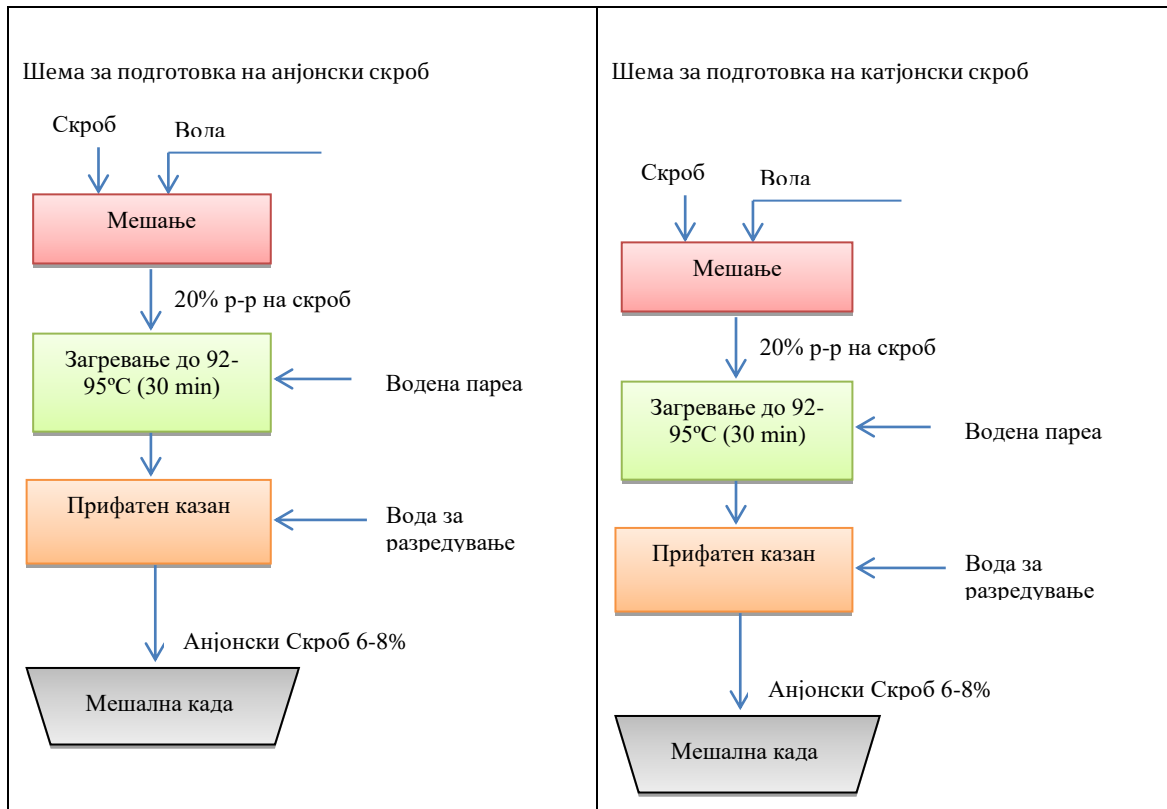 Шема за подготовка на анјонски скроб
Скроб
Вода
Мешање
20% р-р на скроб
Загревање до 92-
95ºC (30 min)
Водена пареа
Прифатен казан
Вода за
разредување
Анјонски Скроб 6-8%
Мешална када
Шема за подготовка на катјонски скроб
Скроб
Вода
Мешање
20% р-р на скроб
Загревање до 92-
95ºC (30 min)
Водена пареа
Прифатен казан
Вода за
разредување
Анјонски Скроб 6-8%
Мешална када